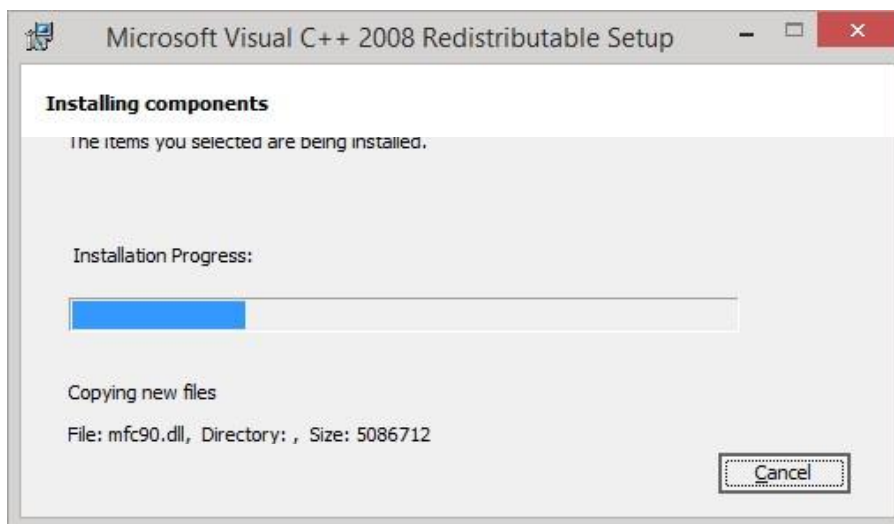 Microsoft Visual C++ 2008 Redistributable Setup
Installing components
The items you selected are being installed.
Installation Progress:
Copying new files
File: mfc90.dll, Directory: , Size: 5086712
Cancel